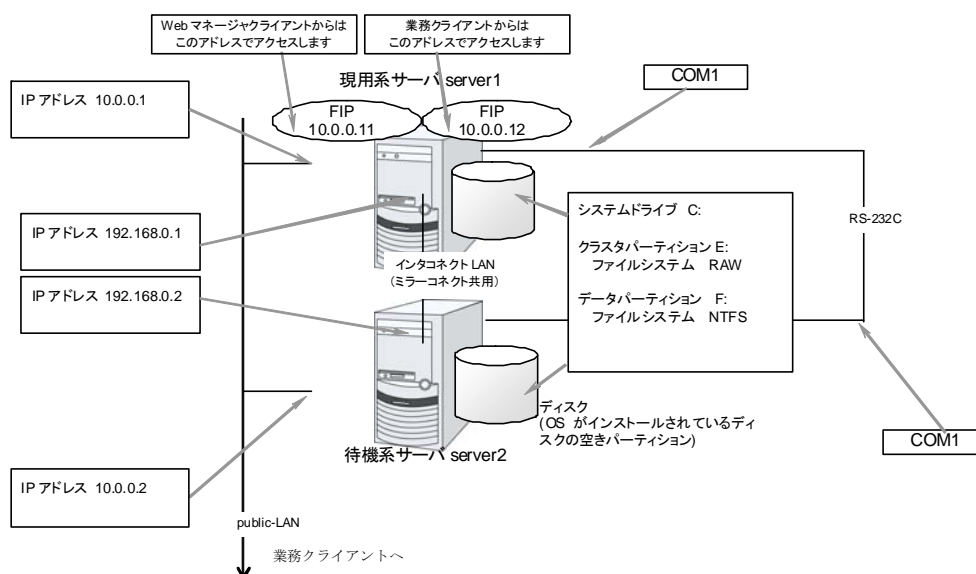 Web マネージャクライアントからは
このアドレスでアクセスします
業務クライアントからは
このアドレスでアクセスします
現用系サーバ server1
COM1
IP アドレス 10.0.0.1
FIP
10.0.0.11
FIP
10.0.0.12
システムドライブ C:
クラスタパーティション E:
ファイルシステム RAW
データパーティション F:
ファイルシステム NTFS
RS-232C
IP アドレス 192.168.0.1
インタコネクト LAN
(ミラーコネクト共用)
IP アドレス 192.168.0.2
ディスク
(OS がインストールされているディ
スクの空きパーティション)
COM1
待機系サーバ server2
IP アドレス 10.0.0.2
public-LAN
業務クライアントへ